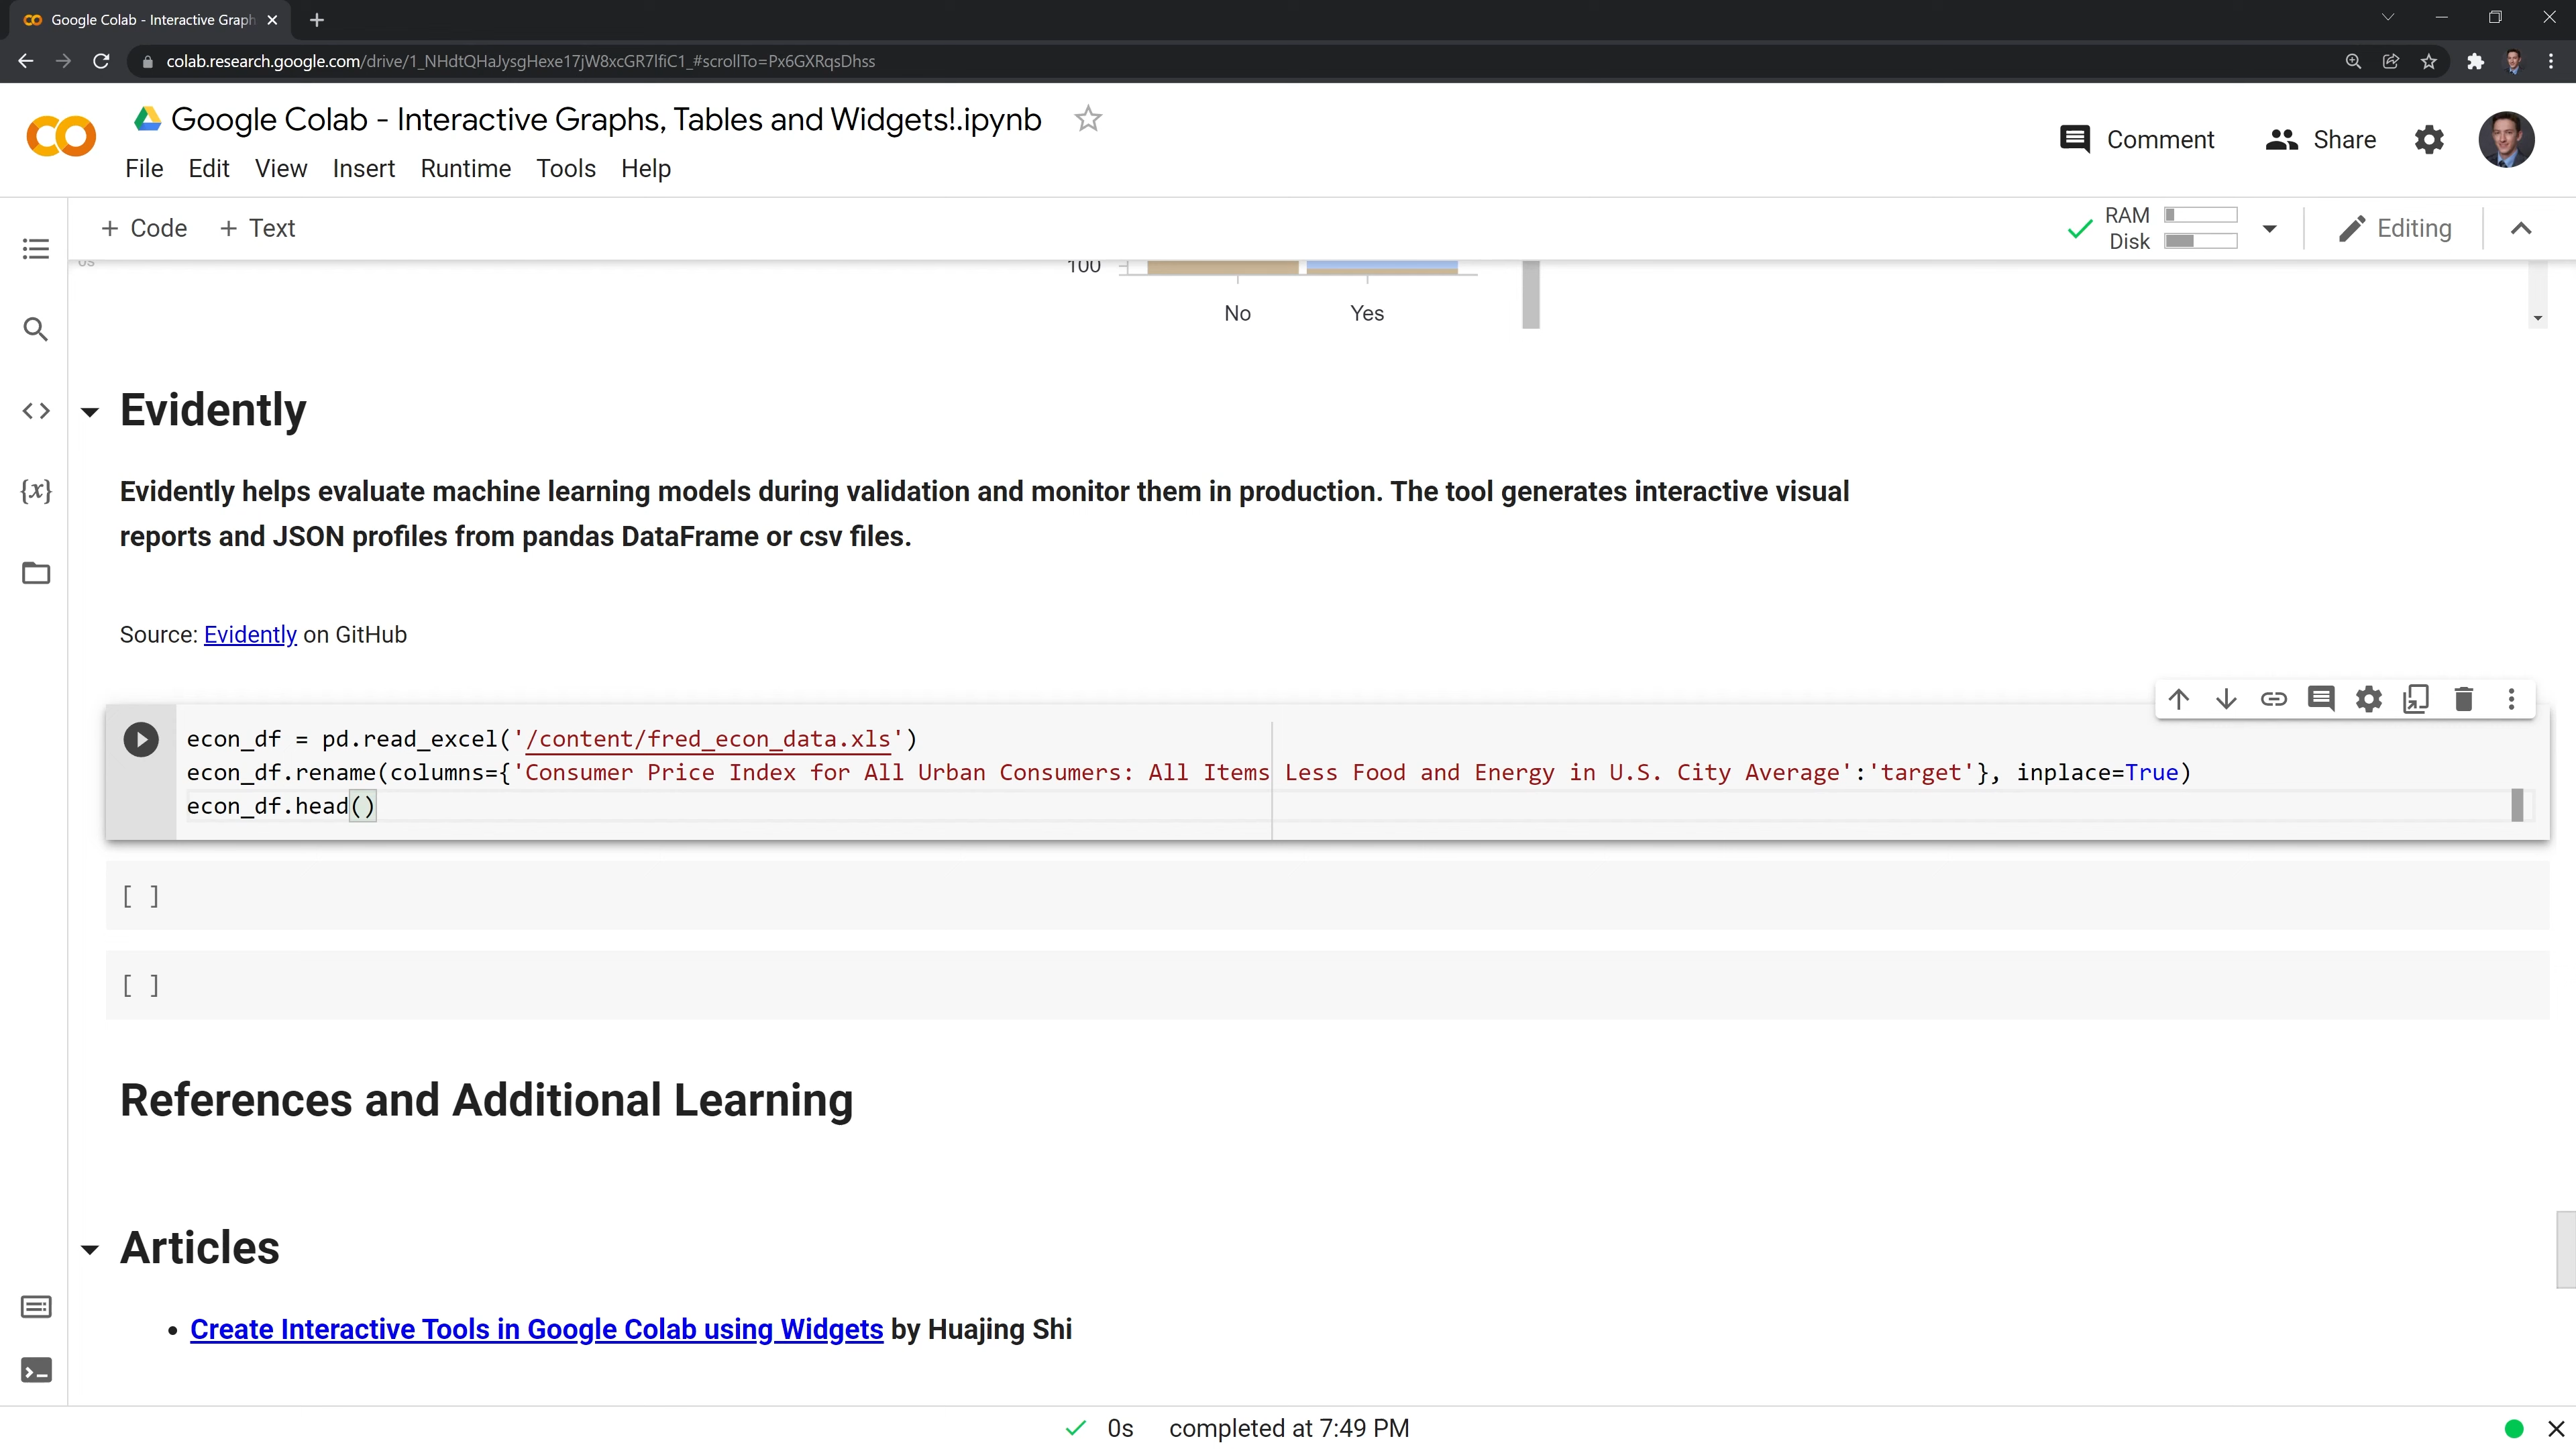 Google Colab - Interactive Graph
colab.research.google.com/drive/1_NHdtQHaJysgHexe17jW8xcGR7lfiC1_#scrollTo=Px6GXRqsDhss
Google Colab - Interactive Graphs, Tables and Widgets!.ipynb
File Edit View Insert Runtime Tools Help
Comment
Share
+ Code + Text
RAM
Disk
Editing
0s
100
No Yes
Evidently
Evidently helps evaluate machine learning models during validation and monitor them in production. The tool generates interactive visual
reports and JSON profiles from pandas DataFrame or csv files.
Source: Evidently on GitHub
econ_df = pd.read_excel('/content/fred_econ_data.xls')
econ_df.rename(columns={'Consumer Price Index for All Urban Consumers: All Items Less Food and Energy in U.S. City Average':'target'}, inplace=True)
econ_df.head()
[ ]
[ ]
References and Additional Learning
Articles
• Create Interactive Tools in Google Colab using Widgets by Huajing Shi
0s completed at 7:49 PM